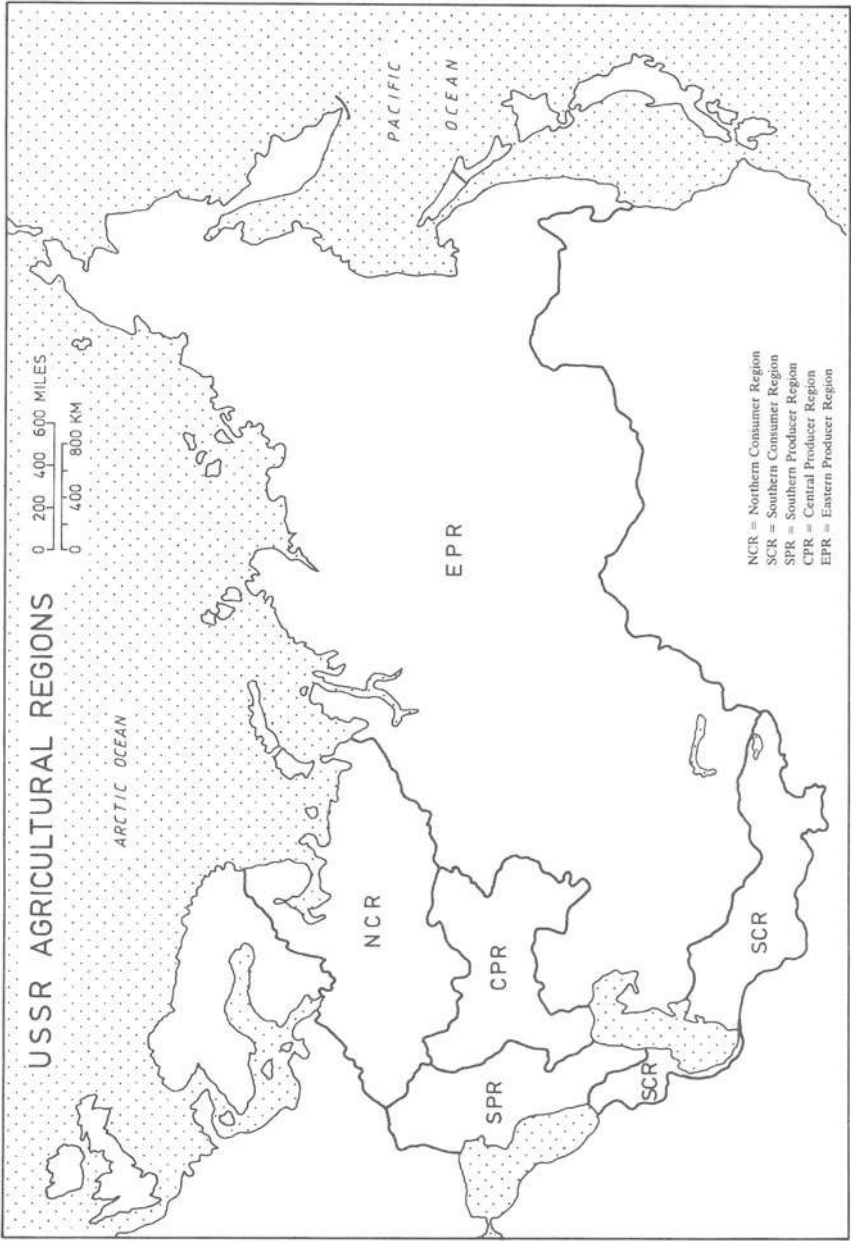 USSR AGRICULTURAL REGIONS
0 200 400 600 MILES
0 400 800 KM
ARCTIC OCEAN
PACIFIC
OCEAN
NCR
EPR
CPR
SPR
SCR
SCR
NCR = Northern Consumer Region
SCR = Southern Consumer Region
SPR = Southern Producer Region
CPR = Central Producer Region
EPR = Eastern Producer Region